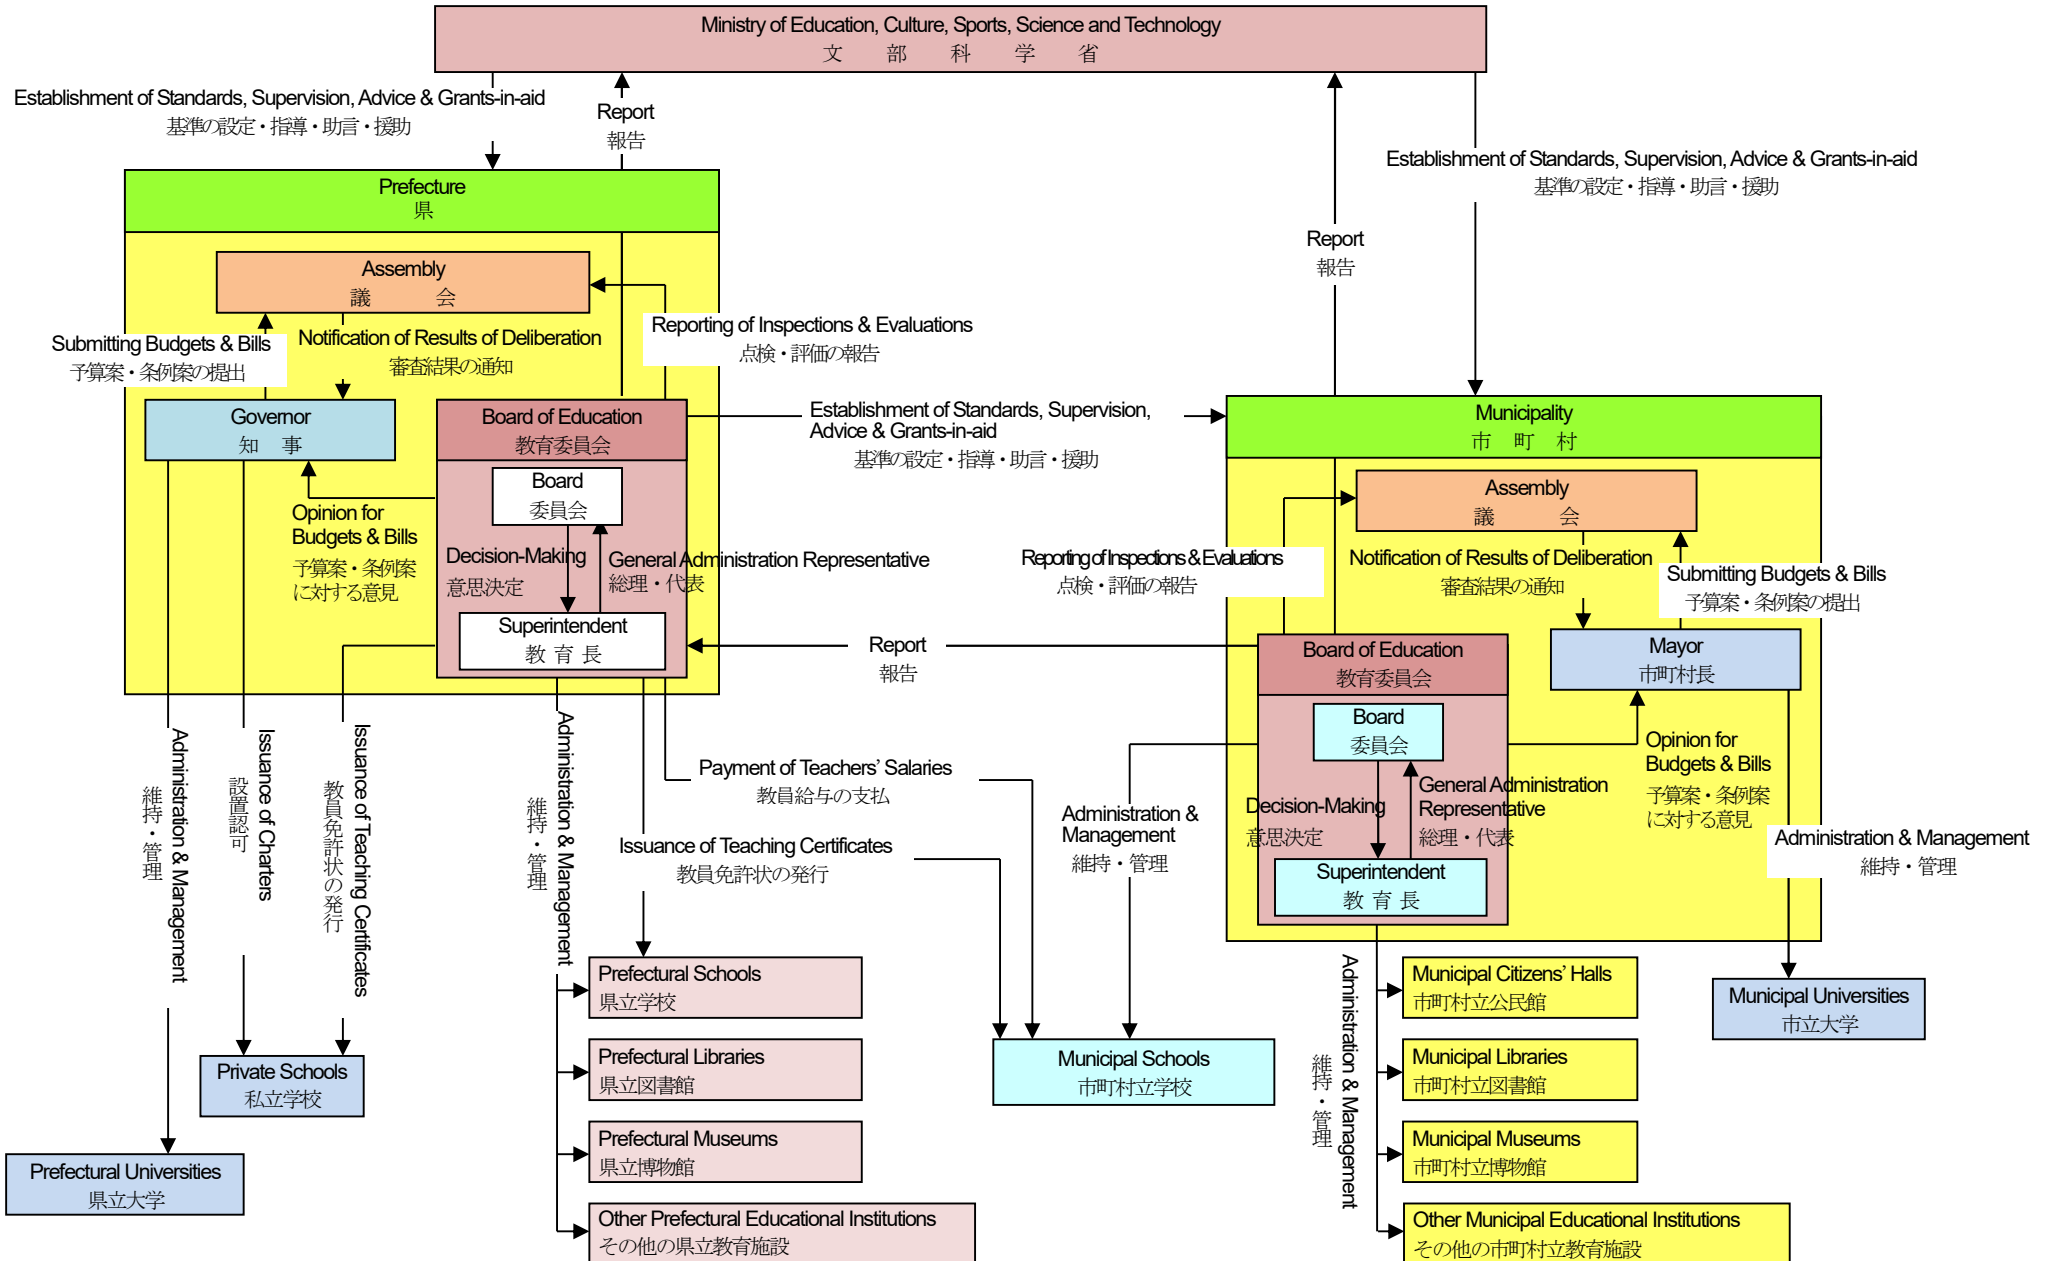 Ministry of Education, Culture, Sports, Science and Technology
文 部 科 学 省
Establishment of Standards, Supervision, Advice & Grants-in-aid
基準の設定・指導・助言・援助
Report
報告
Establishment of Standards, Supervision, Advice & Grants-in-aid
基準の設定・指導・助言・援助
Report
報告
Prefecture
県
Assembly
議 会
Submitting Budgets & Bills
予算案・条例案の提出
Notification of Results of Deliberation
審査結果の通知
Reporting of Inspections & Evaluations
点検・評価の報告
Governor
知 事
Board of Education
教育委員会
Board
委員会
Opinion for
Budgets & Bills
予算案・条例案
に対する意見
Decision-Making
意思決定
General Administration Representative
総理・代表
Superintendent
教 育 長
Establishment of Standards, Supervision,
Advice & Grants-in-aid
基準の設定・指導・助言・援助
Report
報告
Municipality
市 町 村
Assembly
議 会
Reporting of Inspections & Evaluations
点検・評価の報告
Notification of Results of Deliberation
審査結果の通知
Submitting Budgets & Bills
予算案・条例案の提出
Board of Education
教育委員会
Mayor
市町村長
Board
委員会
Opinion for
Budgets & Bills
予算案・条例案
に対する意見
Decision-Making
意思決定
General Administration
Representative
総理・代表
Superintendent
教 育 長
Administration & Management
維持・管理
Issuance of Charters
設置認可
Issuance of Teaching Certificates
教員免許状の発行
Administration & Management
維持・管理
Payment of Teachers' Salaries
教員給与の支払
Issuance of Teaching Certificates
教員免許状の発行
Administration &
Management
維持・管理
Administration & Management
維持・管理
Administration & Management
維持・管理
Prefectural Schools
県立学校
Prefectural Libraries
県立図書館
Prefectural Museums
県立博物館
Other Prefectural Educational Institutions
その他の県立教育施設
Private Schools
私立学校
Prefectural Universities
県立大学
Municipal Schools
市町村立学校
Municipal Citizens' Halls
市町村立公民館
Municipal Libraries
市町村立図書館
Municipal Museums
市町村立博物館
Other Municipal Educational Institutions
その他の市町村立教育施設
Municipal Universities
市立大学